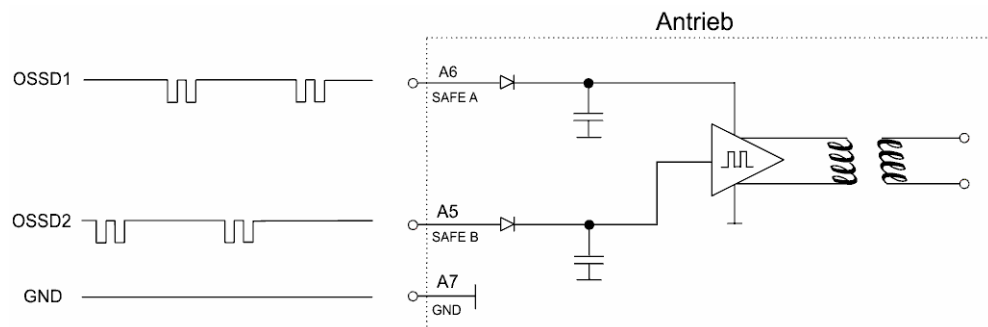 Antrieb
OSSD1
A6
SAFE A
OSSD2
A5
SAFE B
A7
GND
GND